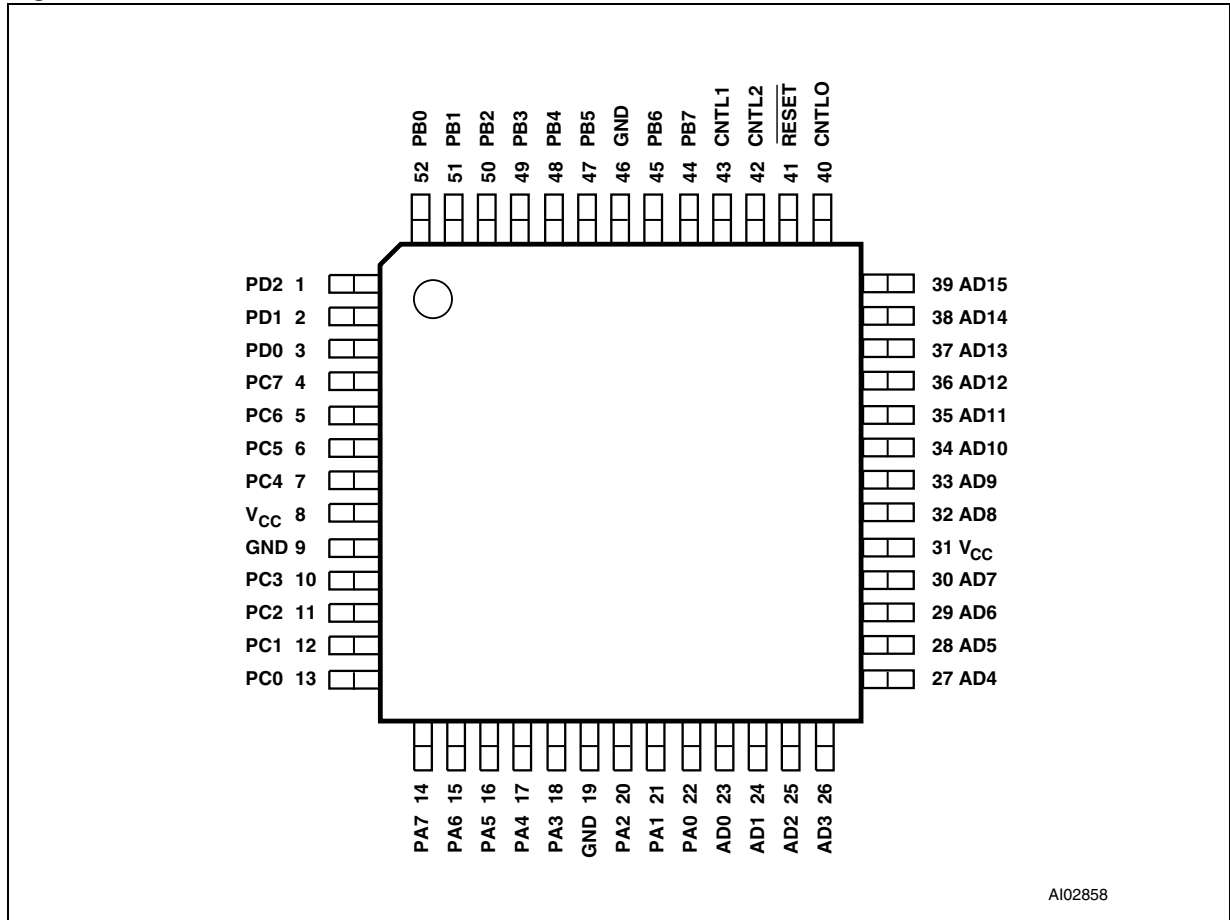 52 PB0
51 PB1
50 PB2
49 PB3
48 PB4
47 PB5
46 GND
45 PB6
44 PB7
43 CNTL1
42 CNTL2
41 RESET
40 CNTLO
PD2 1
PD1 2
PD0 3
PC7 4
PC6 5
PC5 6
PC4 7
VCC 8
GND 9
PC3 10
PC2 11
PC1 12
PC0 13
39 AD15
38 AD14
37 AD13
36 AD12
35 AD11
34 AD10
33 AD9
32 AD8
31 VCC
30 AD7
29 AD6
28 AD5
27 AD4
PA7 14
PA6 15
PA5 16
PA4 17
PA3 18
GND 19
PA2 20
PA1 21
PA0 22
AD0 23
AD1 24
AD2 25
AD3 26
AI02858